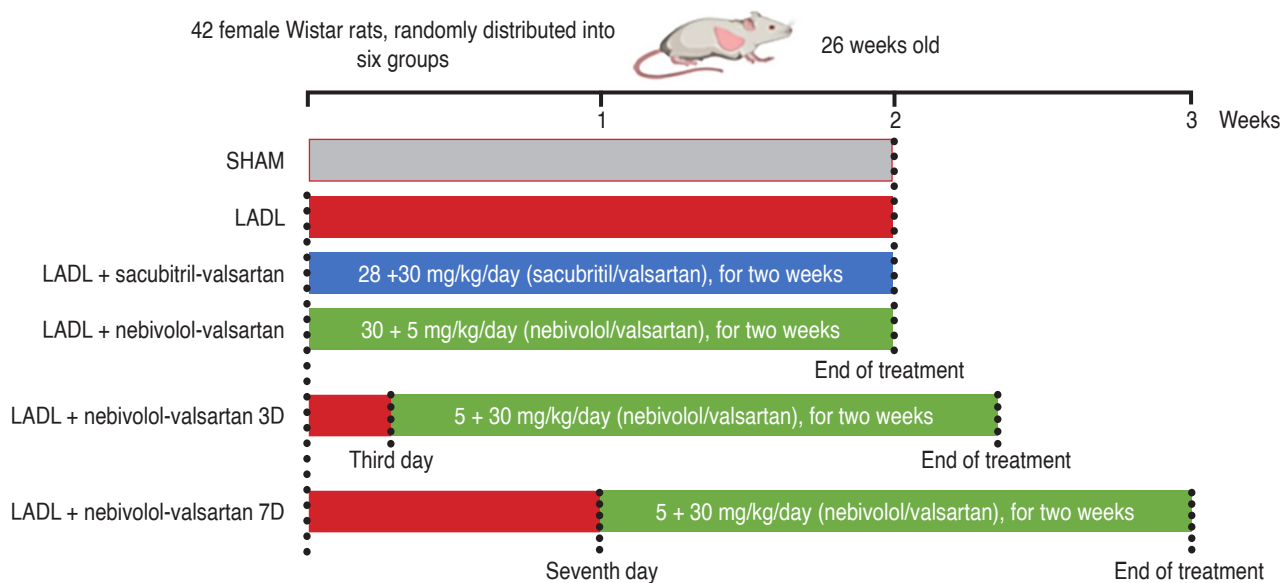 42 female Wistar rats, randomly distributed into
six groups
26 weeks old
1
2
3
Weeks
SHAM
LADL
LADL + sacubitril-valsartan
28 +30 mg/kg/day (sacubritil/valsartan), for two weeks
LADL + nebivolol-valsartan
30 + 5 mg/kg/day (nebivolol/valsartan), for two weeks
End of treatment
LADL + nebivolol-valsartan 3D
5 + 30 mg/kg/day (nebivolol/valsartan), for two weeks
Third day
End of treatment
LADL + nebivolol-valsartan 7D
5 + 30 mg/kg/day (nebivolol/valsartan), for two weeks
Seventh day
End of treatment